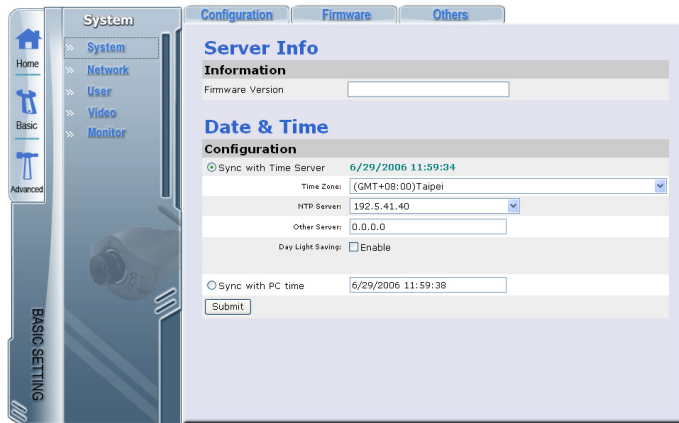 System
Configuration
Firmware
Others
Home
Basic
Advanced
BASIC SETTING
» System
» Network
» User
» Video
» Monitor
Server Info
Information
Firmware Version
Date & Time
Configuration
Sync with Time Server 6/29/2006 11:59:34
Time Zone: (GMT+08:00)Taipei
NTP Server: 192.5.41.40
Other Server: 0.0.0.0
Day Light Saving: Enable
Sync with PC time 6/29/2006 11:59:38
Submit